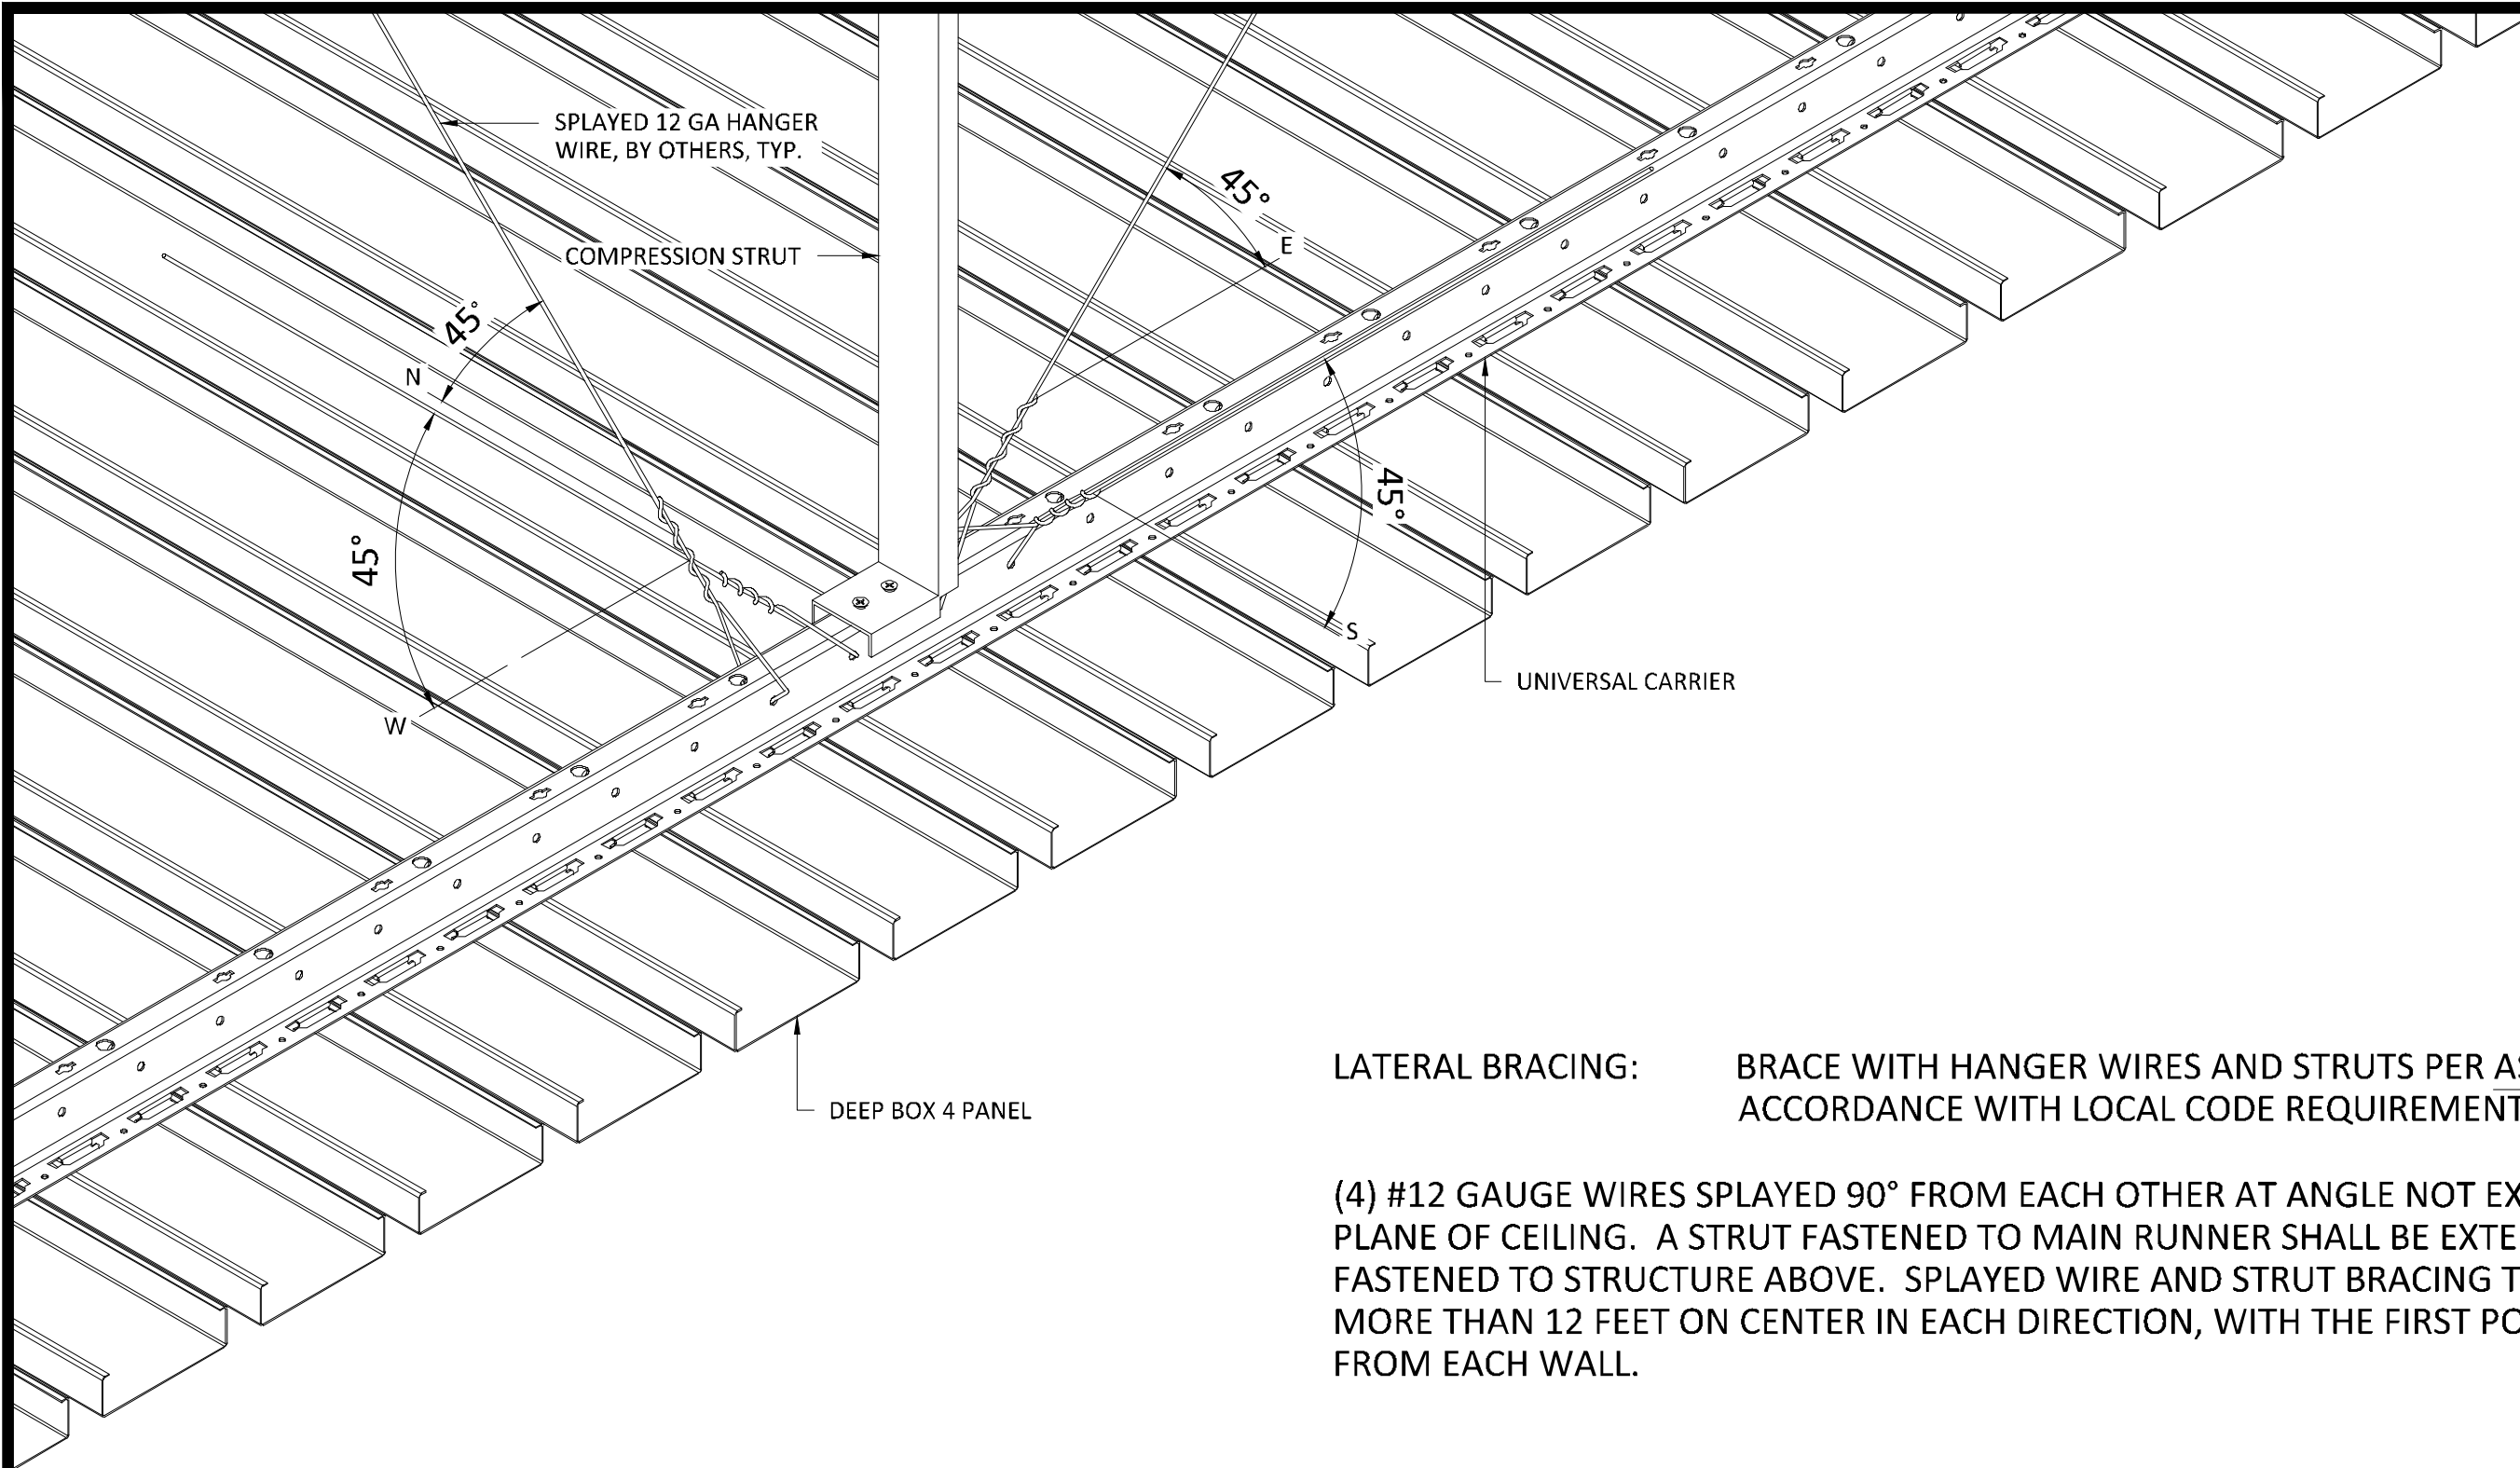 SPLAYED 12 GA HANGER
WIRE, BY OTHERS, TYP.
45°
E
COMPRESSION STRUT
45°
N
45°
45°
S
UNIVERSAL CARRIER
W
DEEP BOX 4 PANEL
LATERAL BRACING: BRACE WITH HANGER WIRES AND STRUTS PER
ACCORDANCE WITH LOCAL CODE
(4) #12 GAUGE WIRES SPLAYED 90° FROM EACH OTHER AT ANGLE NOT
PLANE OF CEILING. A STRUT FASTENED TO MAIN RUNNER SHALL BE
FASTENED TO STRUCTURE ABOVE. SPLAYED WIRE AND STRUT BRACING
MORE THAN 12 FEET ON CENTER IN EACH DIRECTION, WITH THE FIRST
FROM EACH WALL.